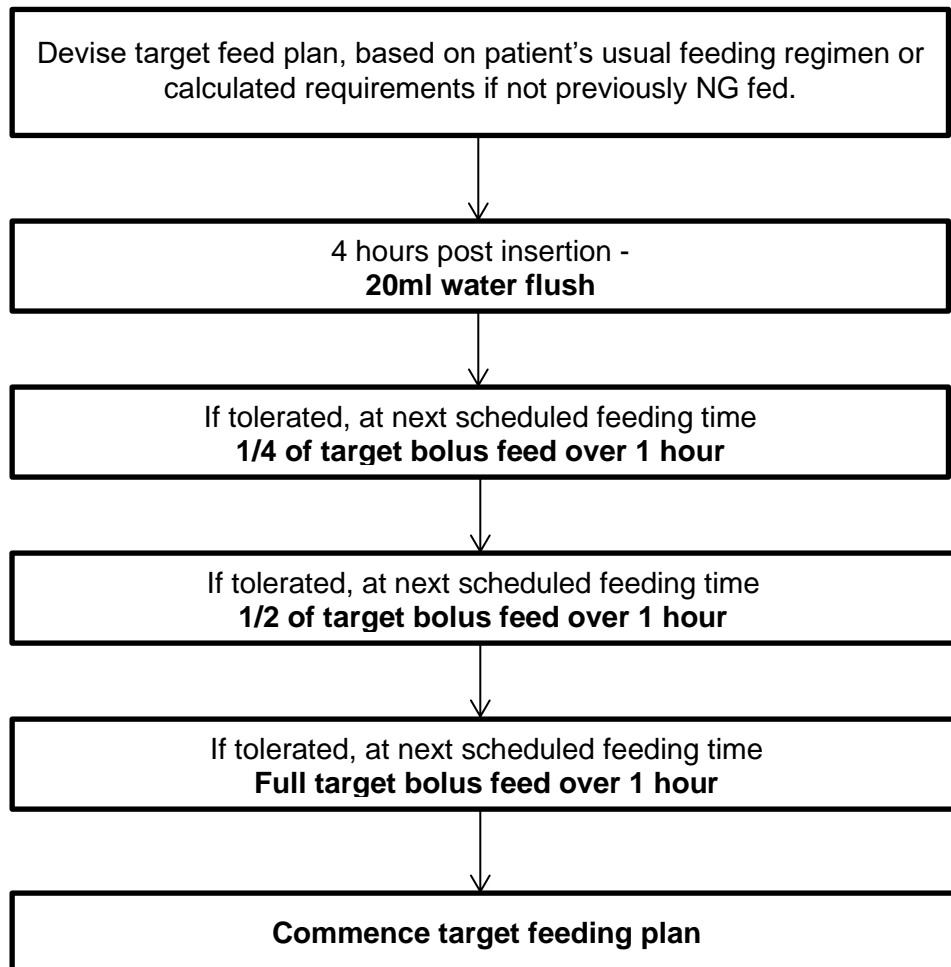 Devise target feed plan, based on patient's usual feeding regimen or
calculated requirements if not previously NG fed.
4 hours post insertion -
20ml water flush
If tolerated, at next scheduled feeding time
1/4 of target bolus feed over 1 hour
If tolerated, at next scheduled feeding time
1/2 of target bolus feed over 1 hour
If tolerated, at next scheduled feeding time
Full target bolus feed over 1 hour
Commence target feeding plan